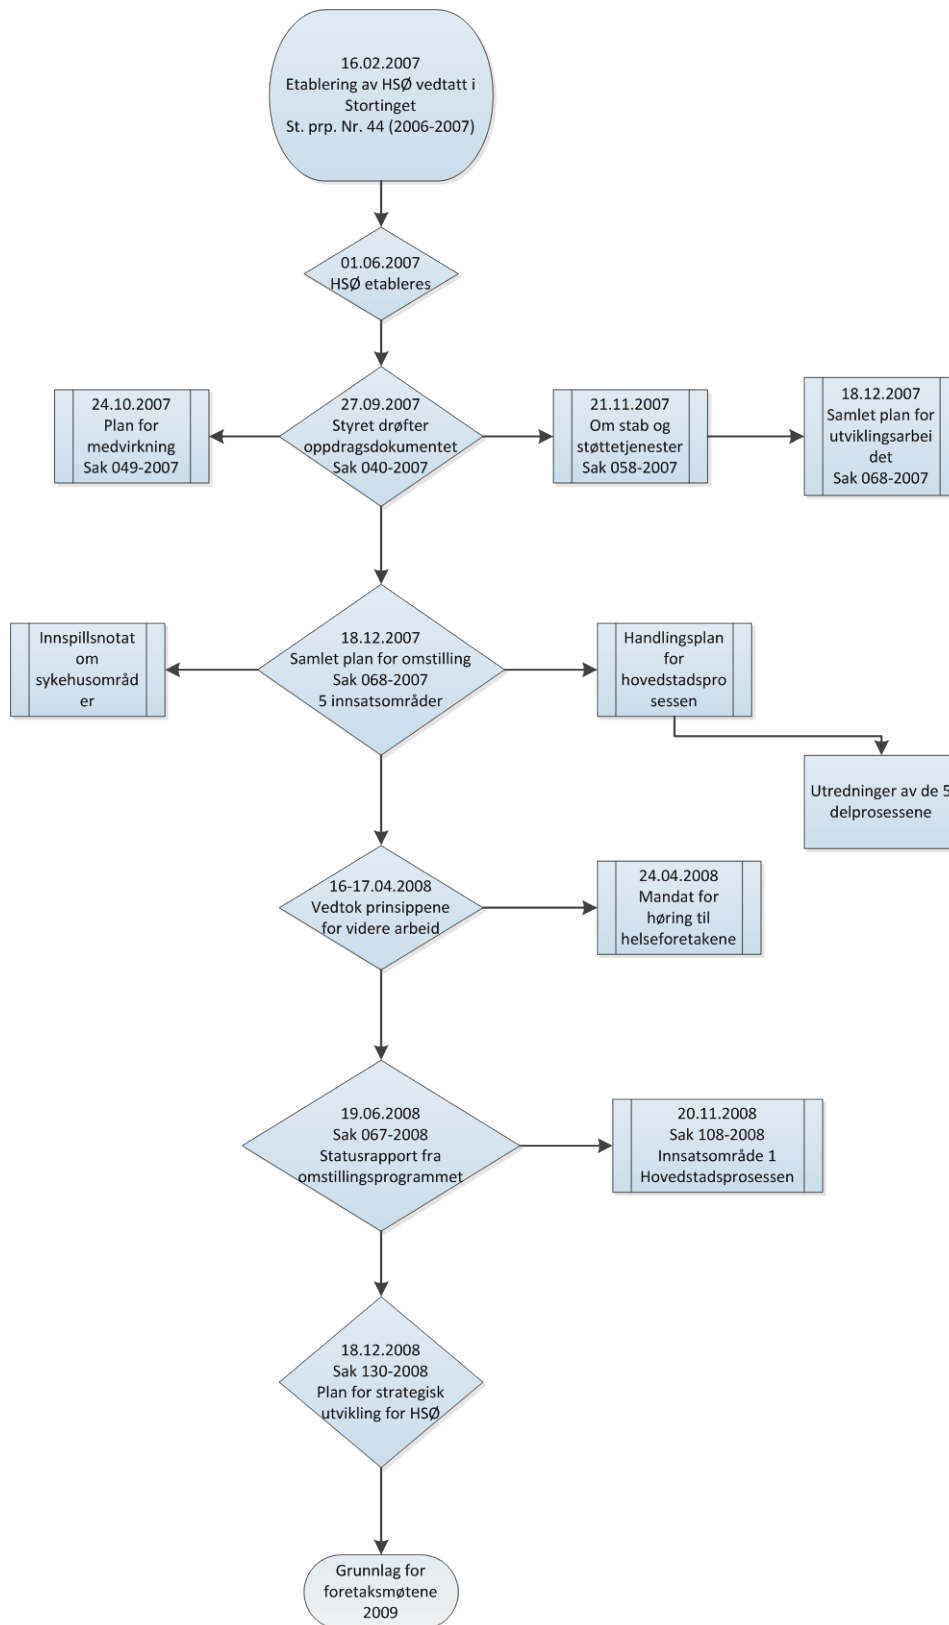 16.02.2007
Etablering av HSØ vedtatt i
Stortinget
St. prp. Nr. 44 (2006-2007)
01.06.2007
HSØ etableres
24.10.2007
Plan for
medvirkning
Sak 049-2007
27.09.2007
Styret drøfter
oppdragsdokumentet
Sak 040-2007
21.11.2007
Om stab og
støttetjenester
Sak 058-2007
18.12.2007
Samlet plan for
utviklingsarbei
det
Sak 068-2007
Innspillsnotat
om
sykehusområd
er
18.12.2007
Samlet plan for omstilling
Sak 068-2007
5 innsatsområder
Handlingsplan
for
hovedstadspro
sessen
Utredninger av de 5
delprosessene
16-17.04.2008
Vedtok prinsippene
for videre arbeid
24.04.2008
Mandat for
høring til
helseforetakene
19.06.2008
Sak 067-2008
Statusrapport fra
omstillingsprogrammet
20.11.2008
Sak 108-2008
Innsatsområde 1
Hovedstadsprosessen
18.12.2008
Sak 130-2008
Plan for strategisk
utvikling for HSØ
Grunnlag for
foretaksmøtene
2009